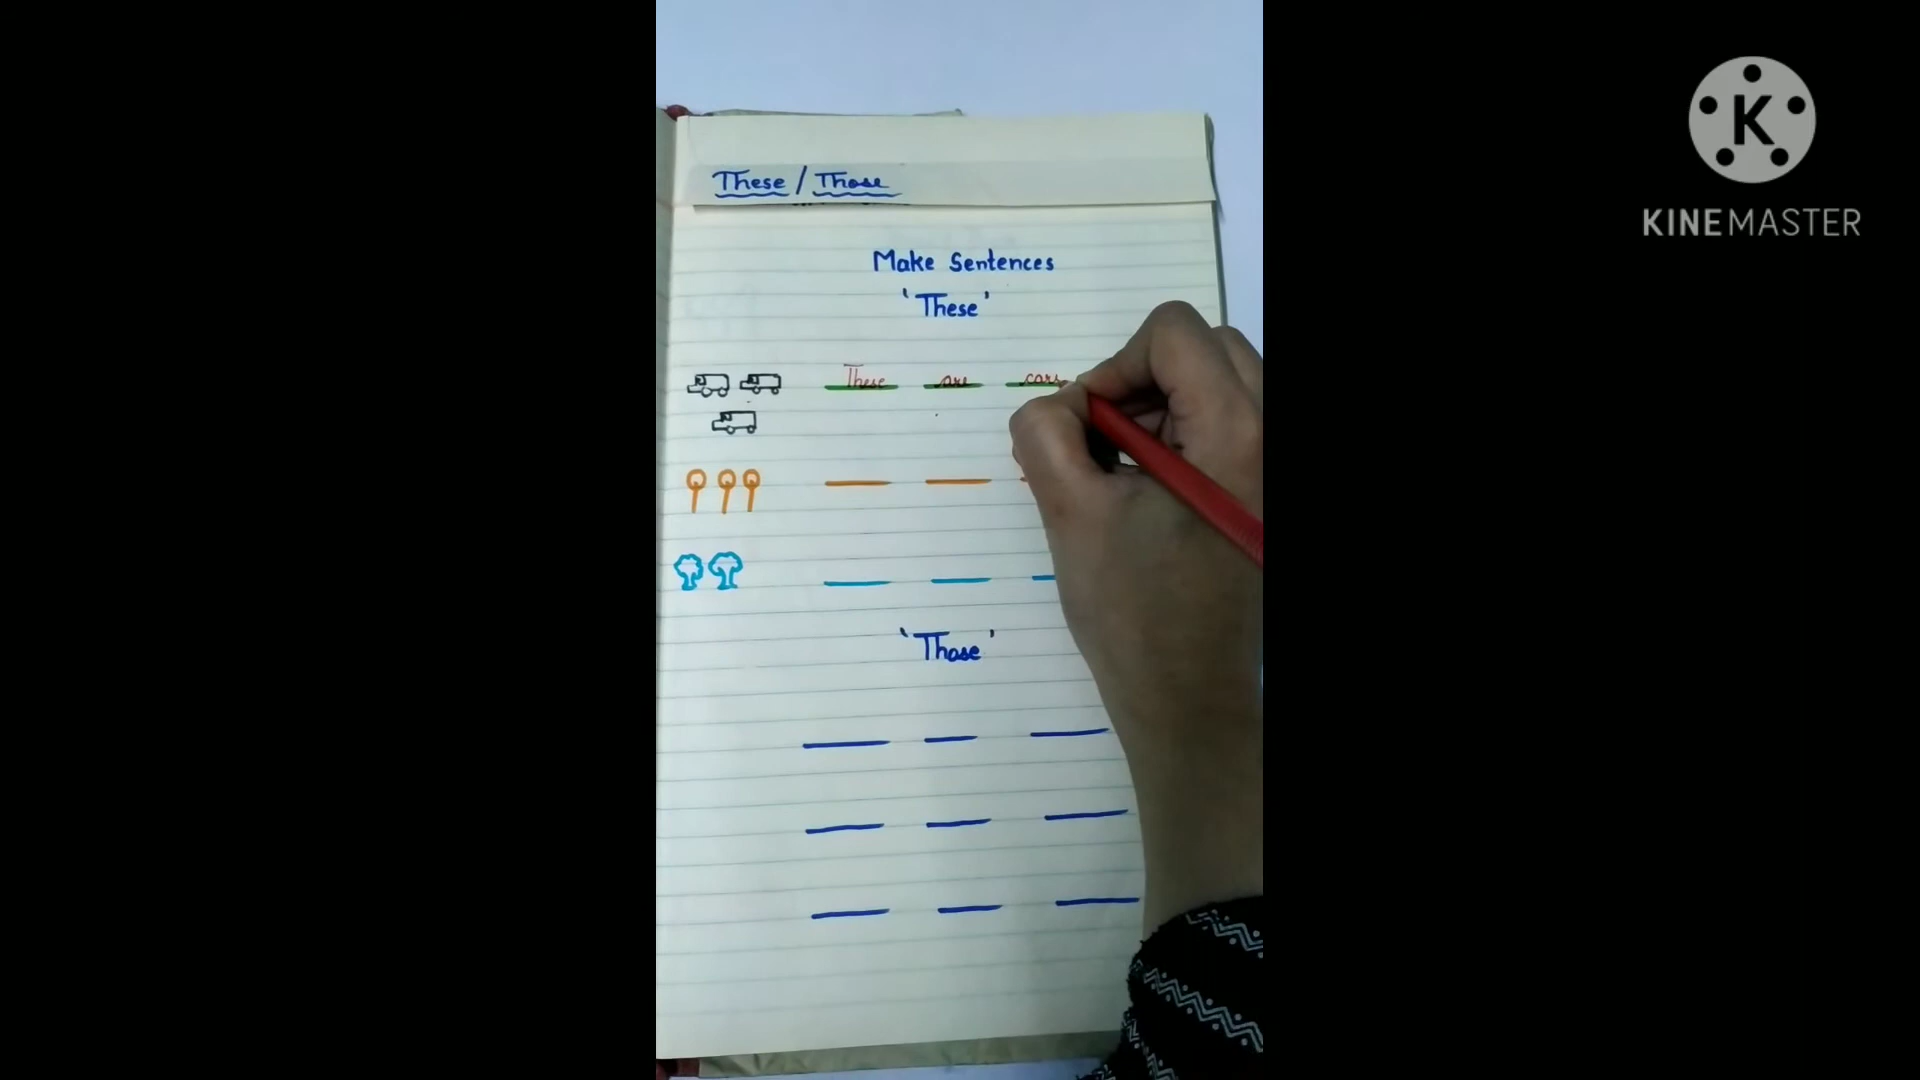 These / Those
Make Sentences
'These'
These are cars
'Those'
KINEMASTER